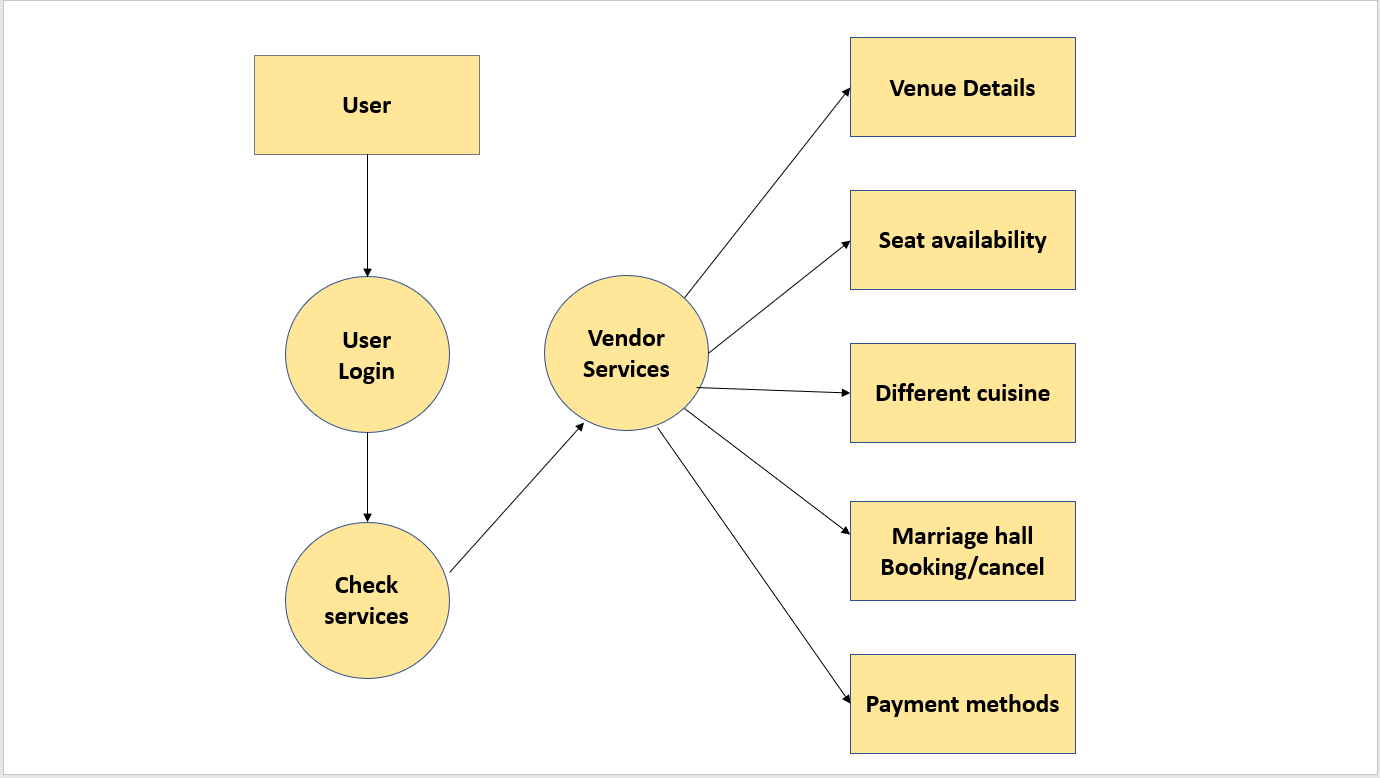 User
User
Login
Check
services
Vendor
Services
Venue Details
Seat availability
Different cuisine
Marriage hall
Booking/cancel
Payment methods